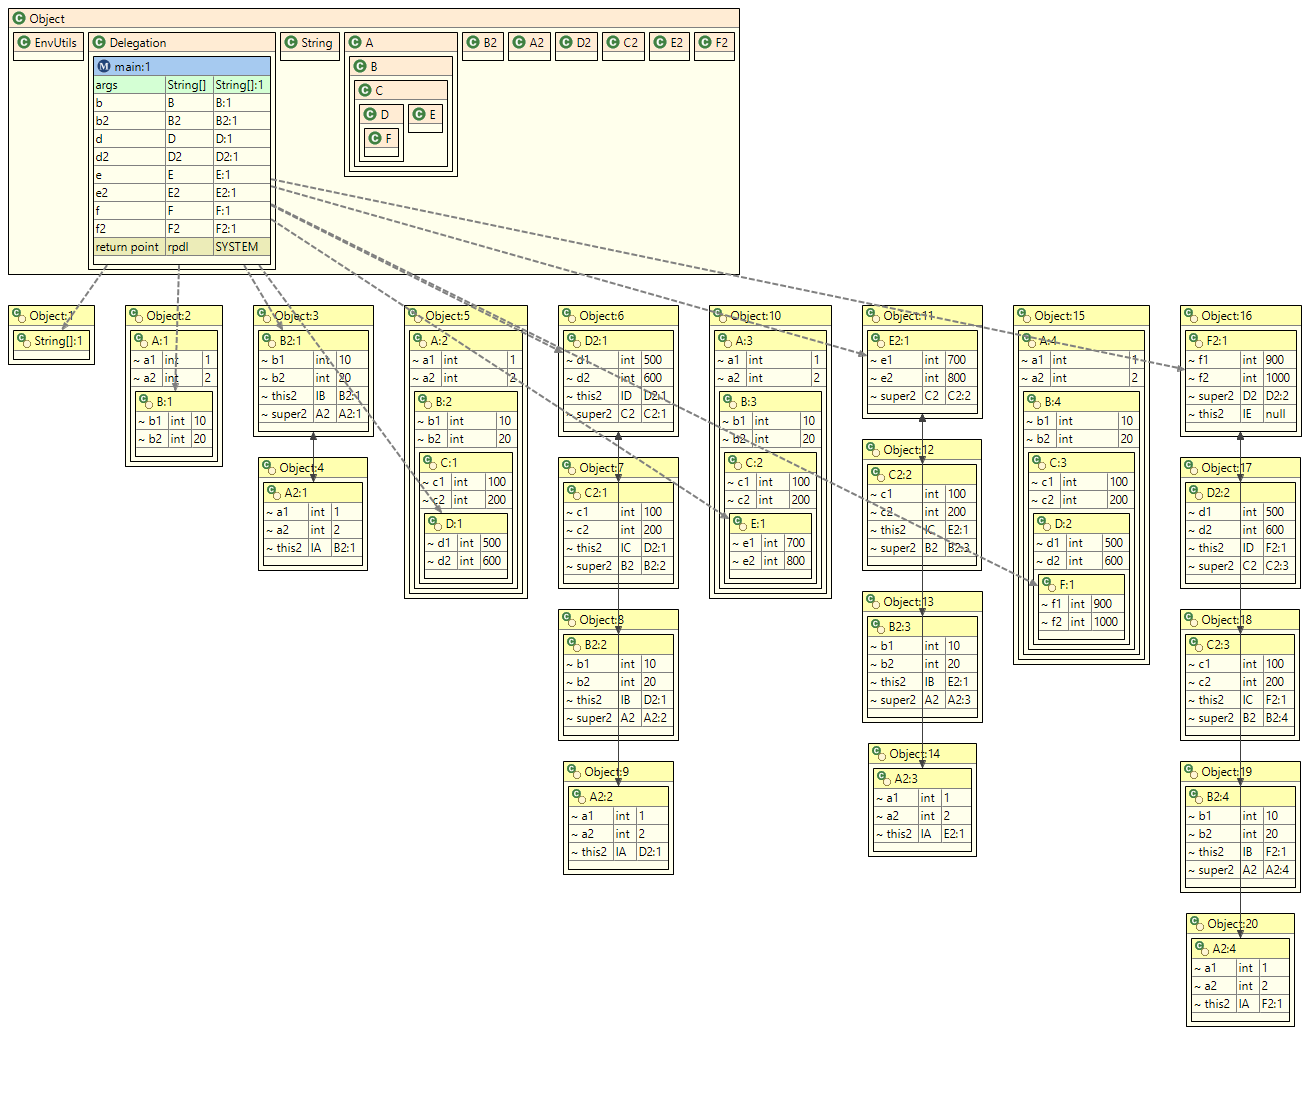 Object
EnvUtils
Delegation
main:1
args String[] String[]:1
b B B:1
b2 B2 B2:1
d D D:1
d2 D2 D2:1
e E E:1
e2 E2 E2:1
f F F:1
f2 F2 F2:1
return point rpdl SYSTEM
String
A
B
C
D
F
E
B2
A2
D2
C2
E2
F2
Object:1
String[]:1
Object:2
A:1
~ a1 int 1
~ a2 int 2
B:1
~ b1 int 10
~ b2 int 20
Object:3
B2:1
~ b1 int 10
~ b2 int 20
~ this2 IB B2:1
~ super2 A2 A2:1
Object:4
A2:1
~ a1 int 1
~ a2 int 2
~ this2 IA B2:1
Object:5
A:2
~ a1 int 1
~ a2 int 2
B:2
~ b1 int 10
~ b2 int 20
C:1
~ c1 int 100
~ c2 int 200
D:1
~ d1 int 500
~ d2 int 600
Object:6
D2:1
~ d1 int 500
~ d2 int 600
~ this2 ID D2:1
~ super2 C2 C2:1
Object:7
C2:1
~ c1 int 100
~ c2 int 200
~ this2 IC D2:1
~ super2 B2 B2:2
Object:8
B2:2
~ b1 int 10
~ b2 int 20
~ this2 IB D2:1
~ super2 A2 A2:2
Object:9
A2:2
~ a1 int 1
~ a2 int 2
~ this2 IA D2:1
Object:10
A:3
~ a1 int 1
~ a2 int 2
B:3
~ b1 int 10
~ b2 int 20
C:2
~ c1 int 100
~ c2 int 200
E:1
~ e1 int 700
~ e2 int 800
Object:11
E2:1
~ e1 int 700
~ e2 int 800
~ super2 C2 C2:2
Object:12
C2:2
~ c1 int 100
~ c2 int 200
~ this2 IC E2:1
~ super2 B2 B2:3
Object:13
B2:3
~ b1 int 10
~ b2 int 20
~ this2 IB E2:1
~ super2 A2 A2:3
Object:14
A2:3
~ a1 int 1
~ a2 int 2
~ this2 IA E2:1
Object:15
A:4
~ a1 int 1
~ a2 int 2
B:4
~ b1 int 10
~ b2 int 20
C:3
~ c1 int 100
~ c2 int 200
D:2
~ d1 int 500
~ d2 int 600
F:1
~ f1 int 900
~ f2 int 1000
Object:16
F2:1
~ f1 int 900
~ f2 int 1000
~ super2 D2 D2:2
~ this2 IE null
Object:17
D2:2
~ d1 int 500
~ d2 int 600
~ this2 ID F2:1
~ super2 C2 C2:3
Object:18
C2:3
~ c1 int 100
~ c2 int 200
~ this2 IC F2:1
~ super2 B2 B2:4
Object:19
B2:4
~ b1 int 10
~ b2 int 20
~ this2 IB F2:1
~ super2 A2 A2:4
Object:20
A2:4
~ a1 int 1
~ a2 int 2
~ this2 IA F2:1